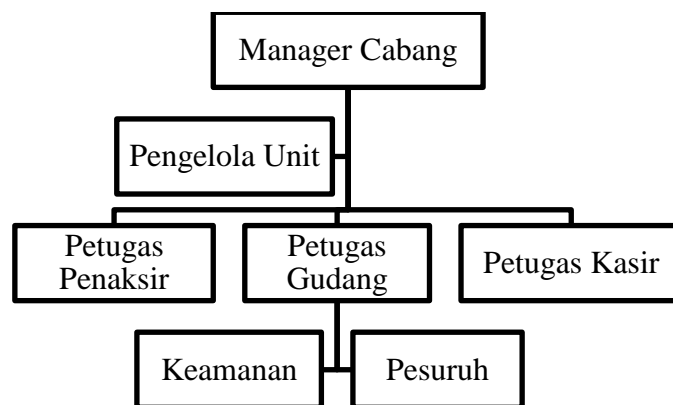 Manager Cabang
Pengelola Unit
Petugas
Penaksir
Petugas
Gudang
Petugas Kasir
Keamanan
Pesuruh